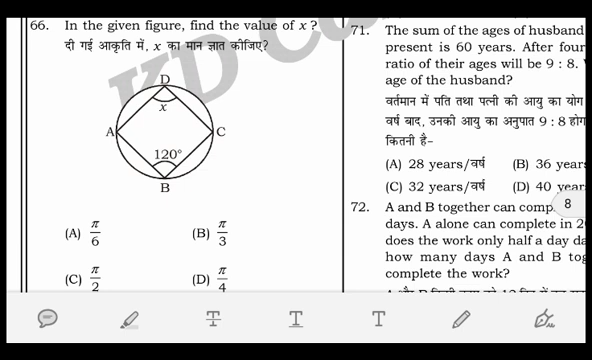 66. In the given figure, find the value of x ?
दी गई आकृति में, x का मान ज्ञात कीजिए?
D
x
A
C
120°
B
(A) π/6
(B) π/3
(C) π/2
(D) π/4
KD Ca
71. The sum of the ages of husband
present is 60 years. After four
ratio of their ages will be 9 : 8.
age of the husband?
वर्तमान में पति तथा पत्नी की आयु का योग
वर्ष बाद, उनकी आयु का अनुपात 9 : 8 होग
कितनी है-
(A) 28 years/वर्ष (B) 36 year
(C) 32 years/वर्ष (D) 40 year
8
72. A and B together can comp
days. A alone can complete in 2
does the work only half a day da
how many days A and B tog
complete the work?
T
T
T